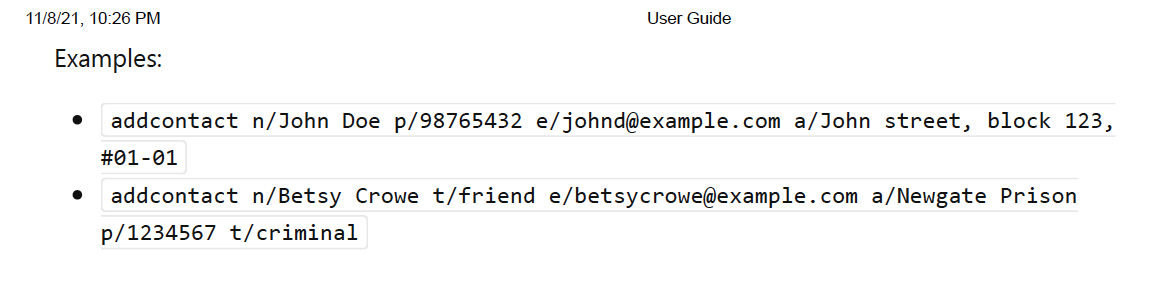 11/8/21, 10:26 PM User Guide
Examples:
addcontact n/John Doe p/98765432 e/johnd@example.com a/John street, block 123,
#01-01
addcontact n/Betsy Crowe t/friend e/betsycrowe@example.com a/Newgate Prison
p/1234567 t/criminal